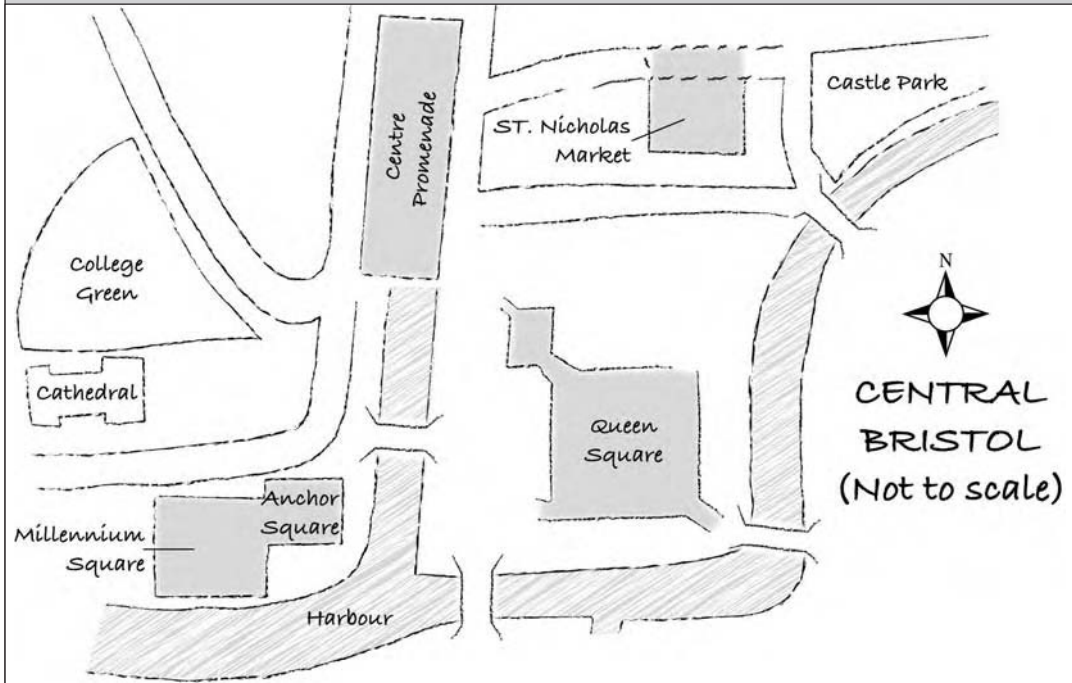 Centre
Promenade
ST. Nicholas
Market
Castle Park
College
Green
Cathedral
N
CENTRAL
BRISTOL
(Not to scale)
Queen
Square
Anchor
Square
Millennium
Square
Harbour